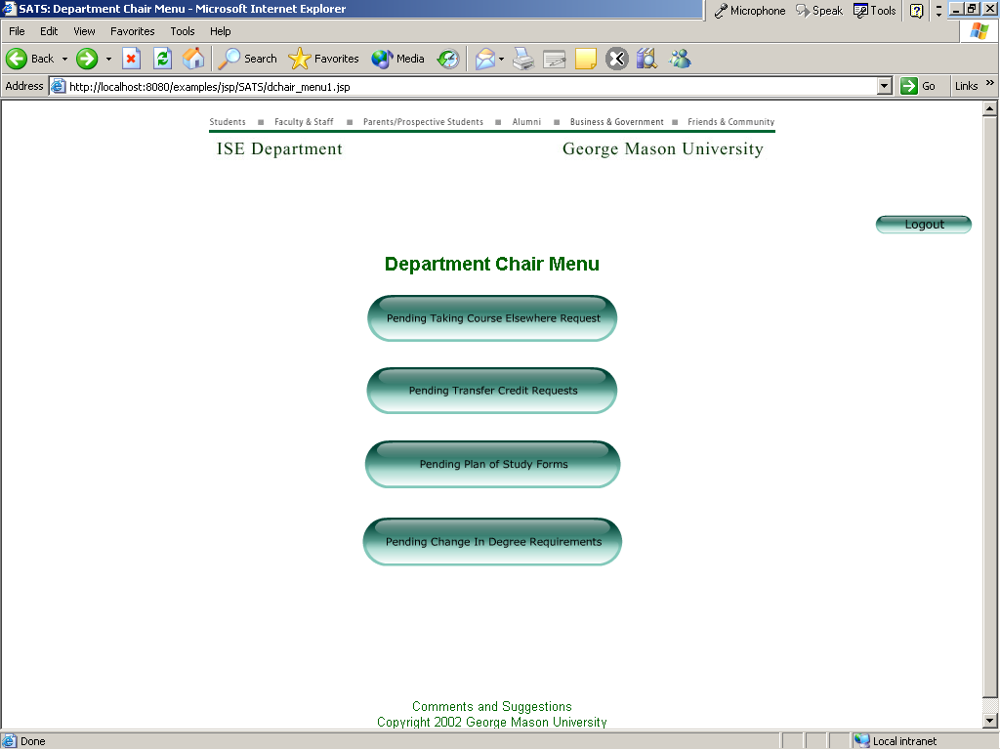 SATS: Department Chair Menu - Microsoft Internet Explorer
Microphone Speak Tools
File Edit View Favorites Tools Help
Back Search Favorites Media
Address http://localhost:8080/examples/jsp/SATS/dchair_menu1.jsp Go Links »
Students Faculty & Staff Parents/Prospective Students Alumni Business & Government Friends & Community
ISE Department George Mason University
Logout
Department Chair Menu
Pending Taking Course Elsewhere Request
Pending Transfer Credit Requests
Pending Plan of Study Forms
Pending Change In Degree Requirements
Comments and Suggestions
Copyright 2002 George Mason University
Done Local intranet